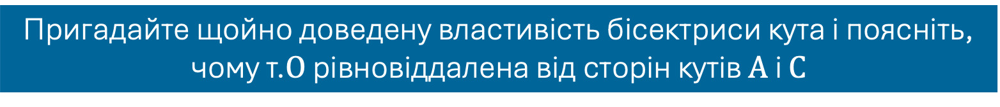 Пригадайте щойно доведену властивість бісектриси кута і поясніть,
чому т.О рівновіддалена від сторін кутів А і С